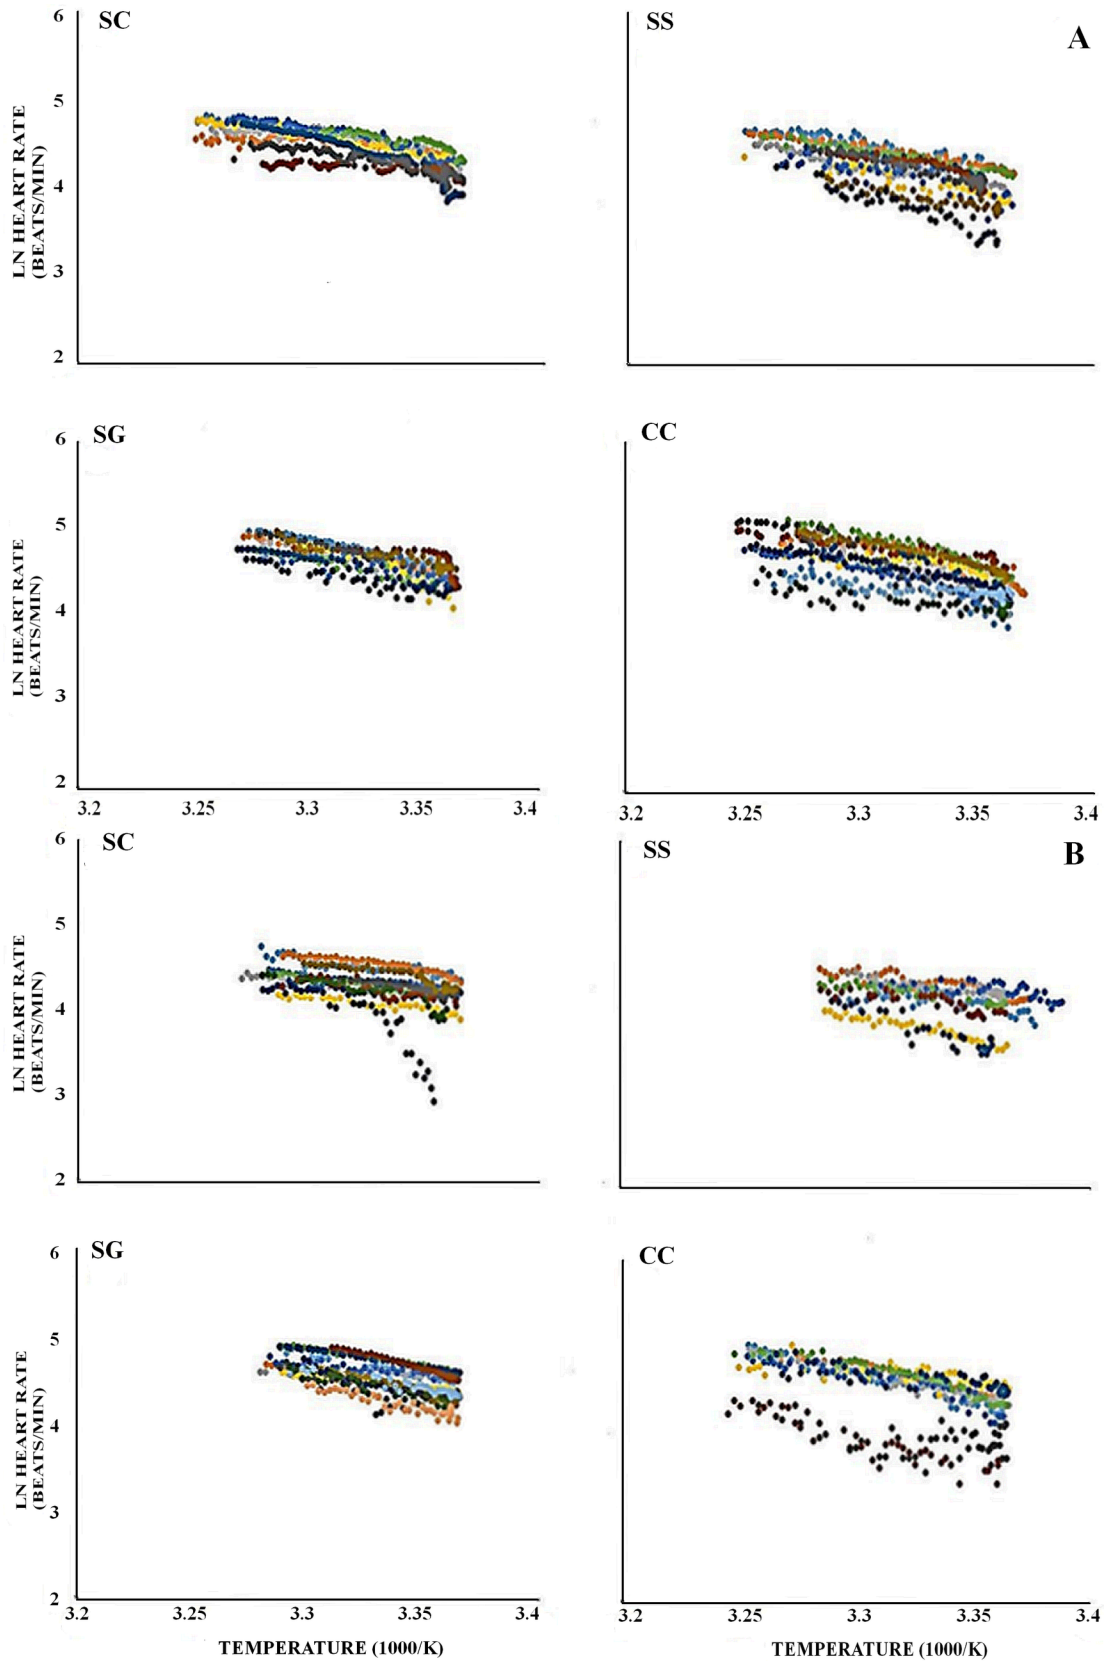 6
SC
SS
A
5
4
3
2
LN HEART RATE
(BEATS/MIN)
6
SG
CC
5
4
3
2
LN HEART RATE
(BEATS/MIN)
3.2 3.25 3.3 3.35 3.4
3.2 3.25 3.3 3.35 3.4
6
SC
SS
B
5
4
3
2
LN HEART RATE
(BEATS/MIN)
6
SG
CC
5
4
3
2
LN HEART RATE
(BEATS/MIN)
3.2 3.25 3.3 3.35 3.4
3.2 3.25 3.3 3.35 3.4
TEMPERATURE (1000/K)
TEMPERATURE (1000/K)